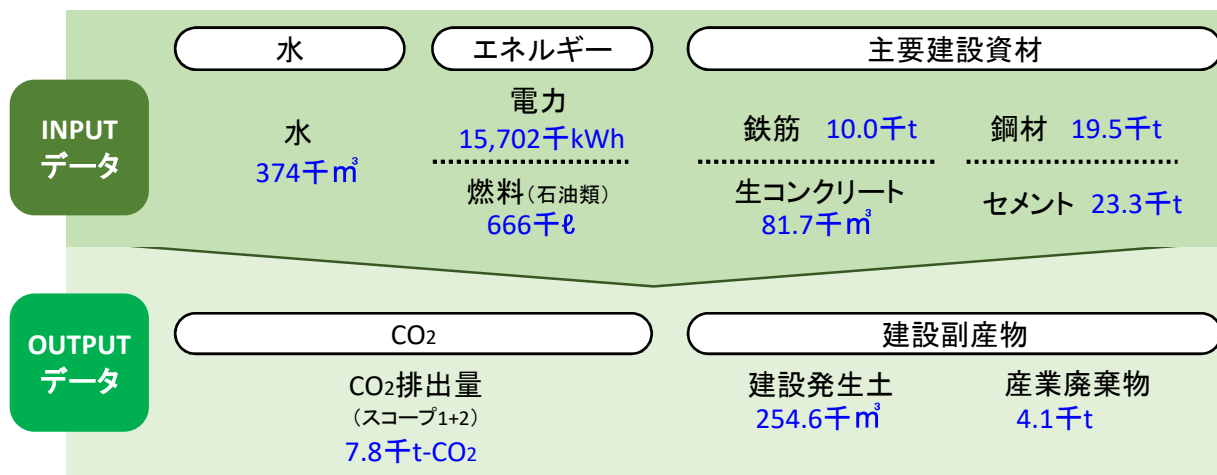 水
エネルギー
主要建設資材
INPUT
データ
水
374千㎥
電力
15,702千kWh
燃料(石油類)
666千ℓ
鉄筋 10.0千t
鋼材 19.5千t
生コンクリート
81.7千㎥
セメント 23.3千t
OUTPUT
データ
CO2
建設副産物
CO2排出量
(スコープ1+2)
7.8千t-CO2
建設発生土
254.6千㎥
産業廃棄物
4.1千t